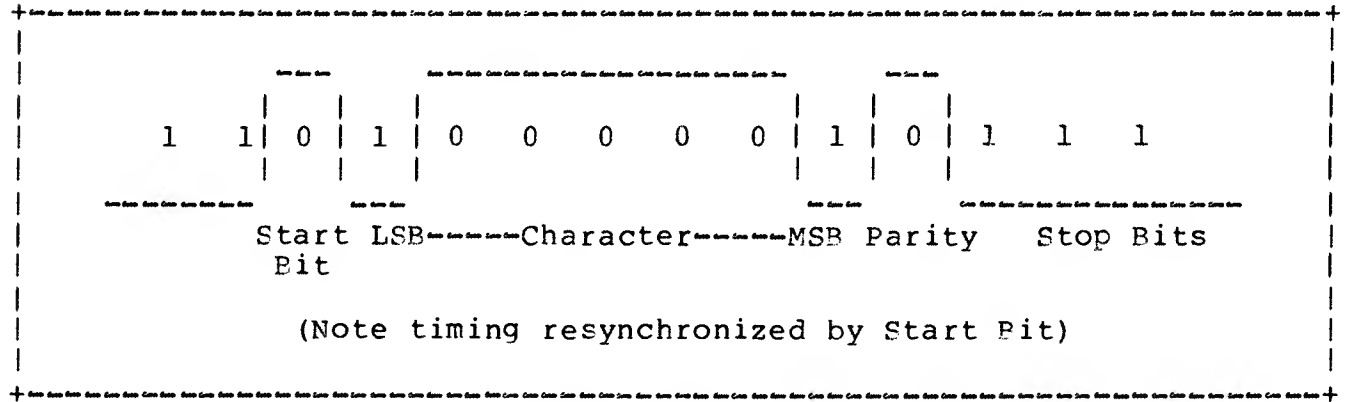 1 1| 0 | 1 | 0 0 0 0 0 | 1 | 0 | 1 1 1
Start LSB-----Character-----MSB Parity Stop Bits
Bit
(Note timing resynchronized by Start Bit)